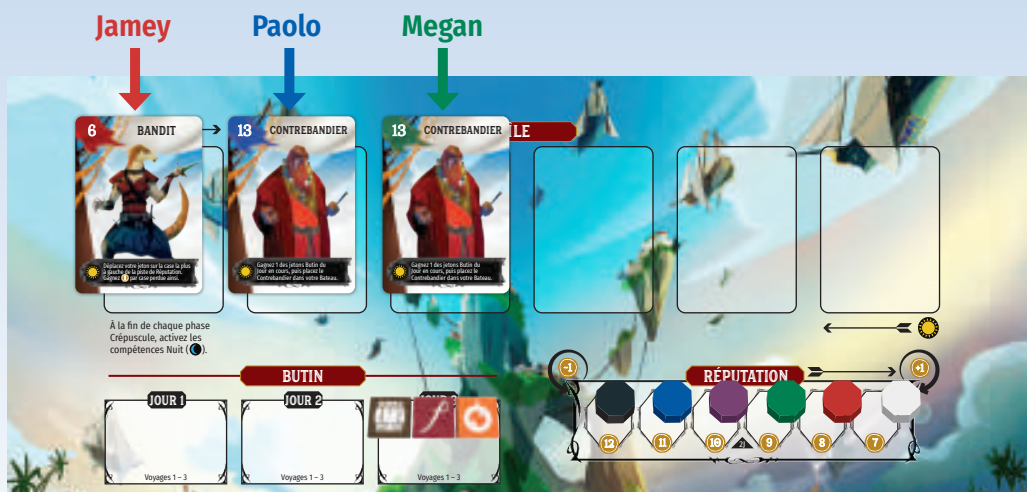 Jamey
Paolo
Megan
6 BANDIT
13 CONTREBANDIER
13 CONTREBANDIER
ÎLE
Déplacez votre jeton sur la case la plus
à gauche de la piste de Réputation.
Gagnez 1 par case perdue ainsi.
Gagnez 1 des jetons Butin du
Jour en cours, puis placez le
Contrebandier dans votre Bateau.
Gagnez 1 des jetons Butin du
Jour en cours, puis placez le
Contrebandier dans votre Bateau.
À la fin de chaque phase
Crépuscule, activez les
compétences Nuit ( ).
BUTIN
RÉPUTATION
-1
+1
JOUR 1
JOUR 2
12
11
10
9
8
7
Voyages 1 – 3
Voyages 1 – 3
Voyages 1 – 3